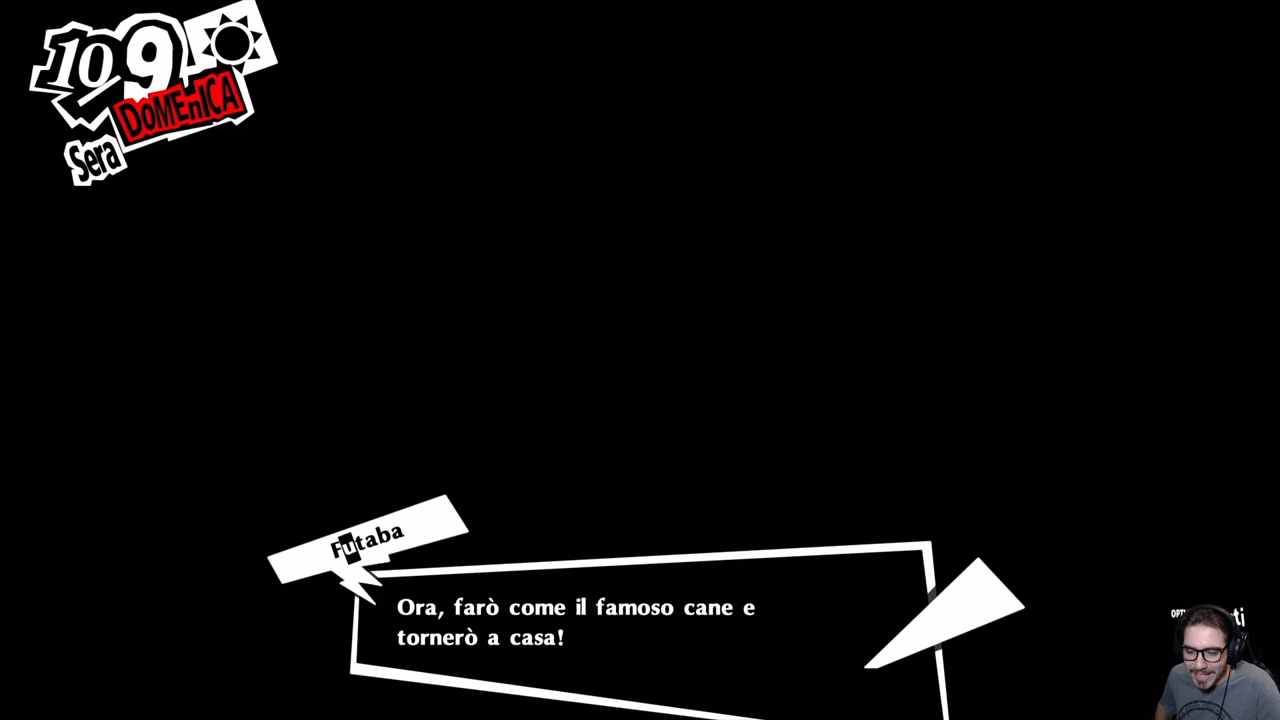 10/9
DoMEnICA
Sera
Futaba
Ora, farò come il famoso cane e
tornerò a casa!